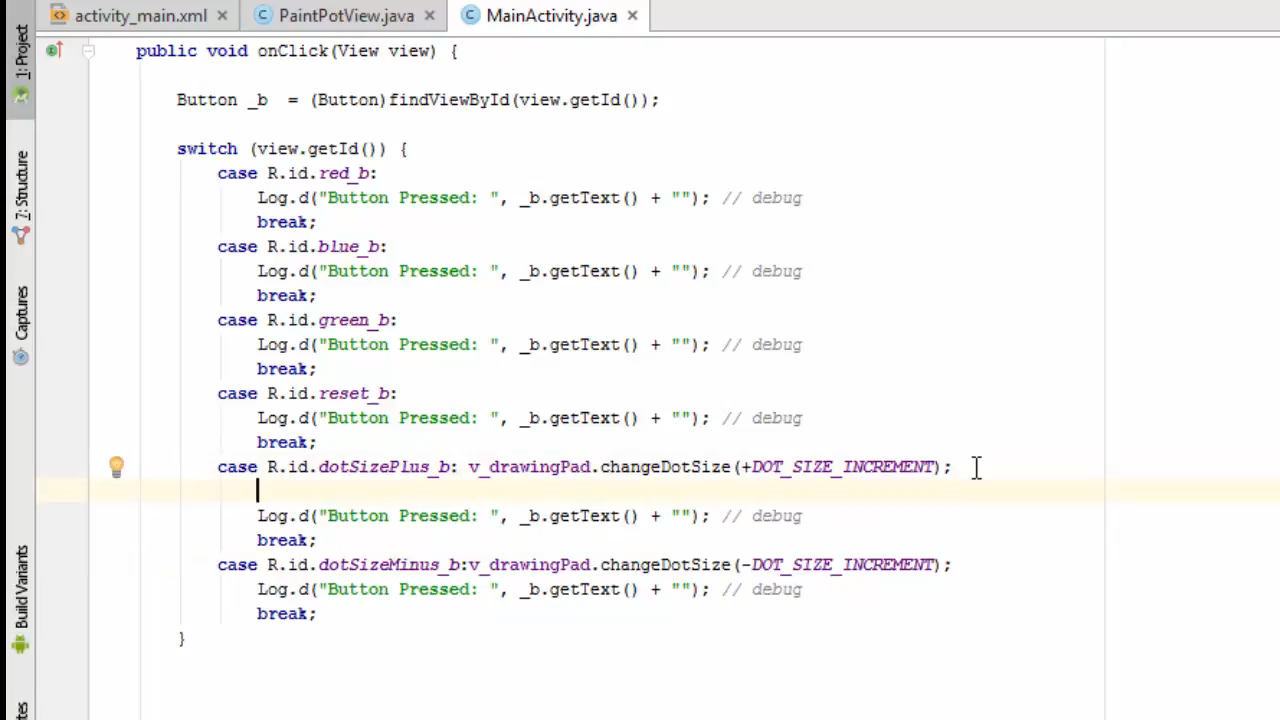 activity_main.xml PaintPotView.java MainActivity.java
1: Project
7: Structure
Captures
Build Variants
public void onClick(View view) {
Button _b = (Button)findViewById(view.getId());
switch (view.getId()) {
case R.id.red_b:
Log.d("Button Pressed: ", _b.getText() + ""); // debug
break;
case R.id.blue_b:
Log.d("Button Pressed: ", _b.getText() + ""); // debug
break;
case R.id.green_b:
Log.d("Button Pressed: ", _b.getText() + ""); // debug
break;
case R.id.reset_b:
Log.d("Button Pressed: ", _b.getText() + ""); // debug
break;
case R.id.dotSizePlus_b: v_drawingPad.changeDotSize(+DOT_SIZE_INCREMENT);
Log.d("Button Pressed: ", _b.getText() + ""); // debug
break;
case R.id.dotSizeMinus_b:v_drawingPad.changeDotSize(-DOT_SIZE_INCREMENT);
Log.d("Button Pressed: ", _b.getText() + ""); // debug
break;
}